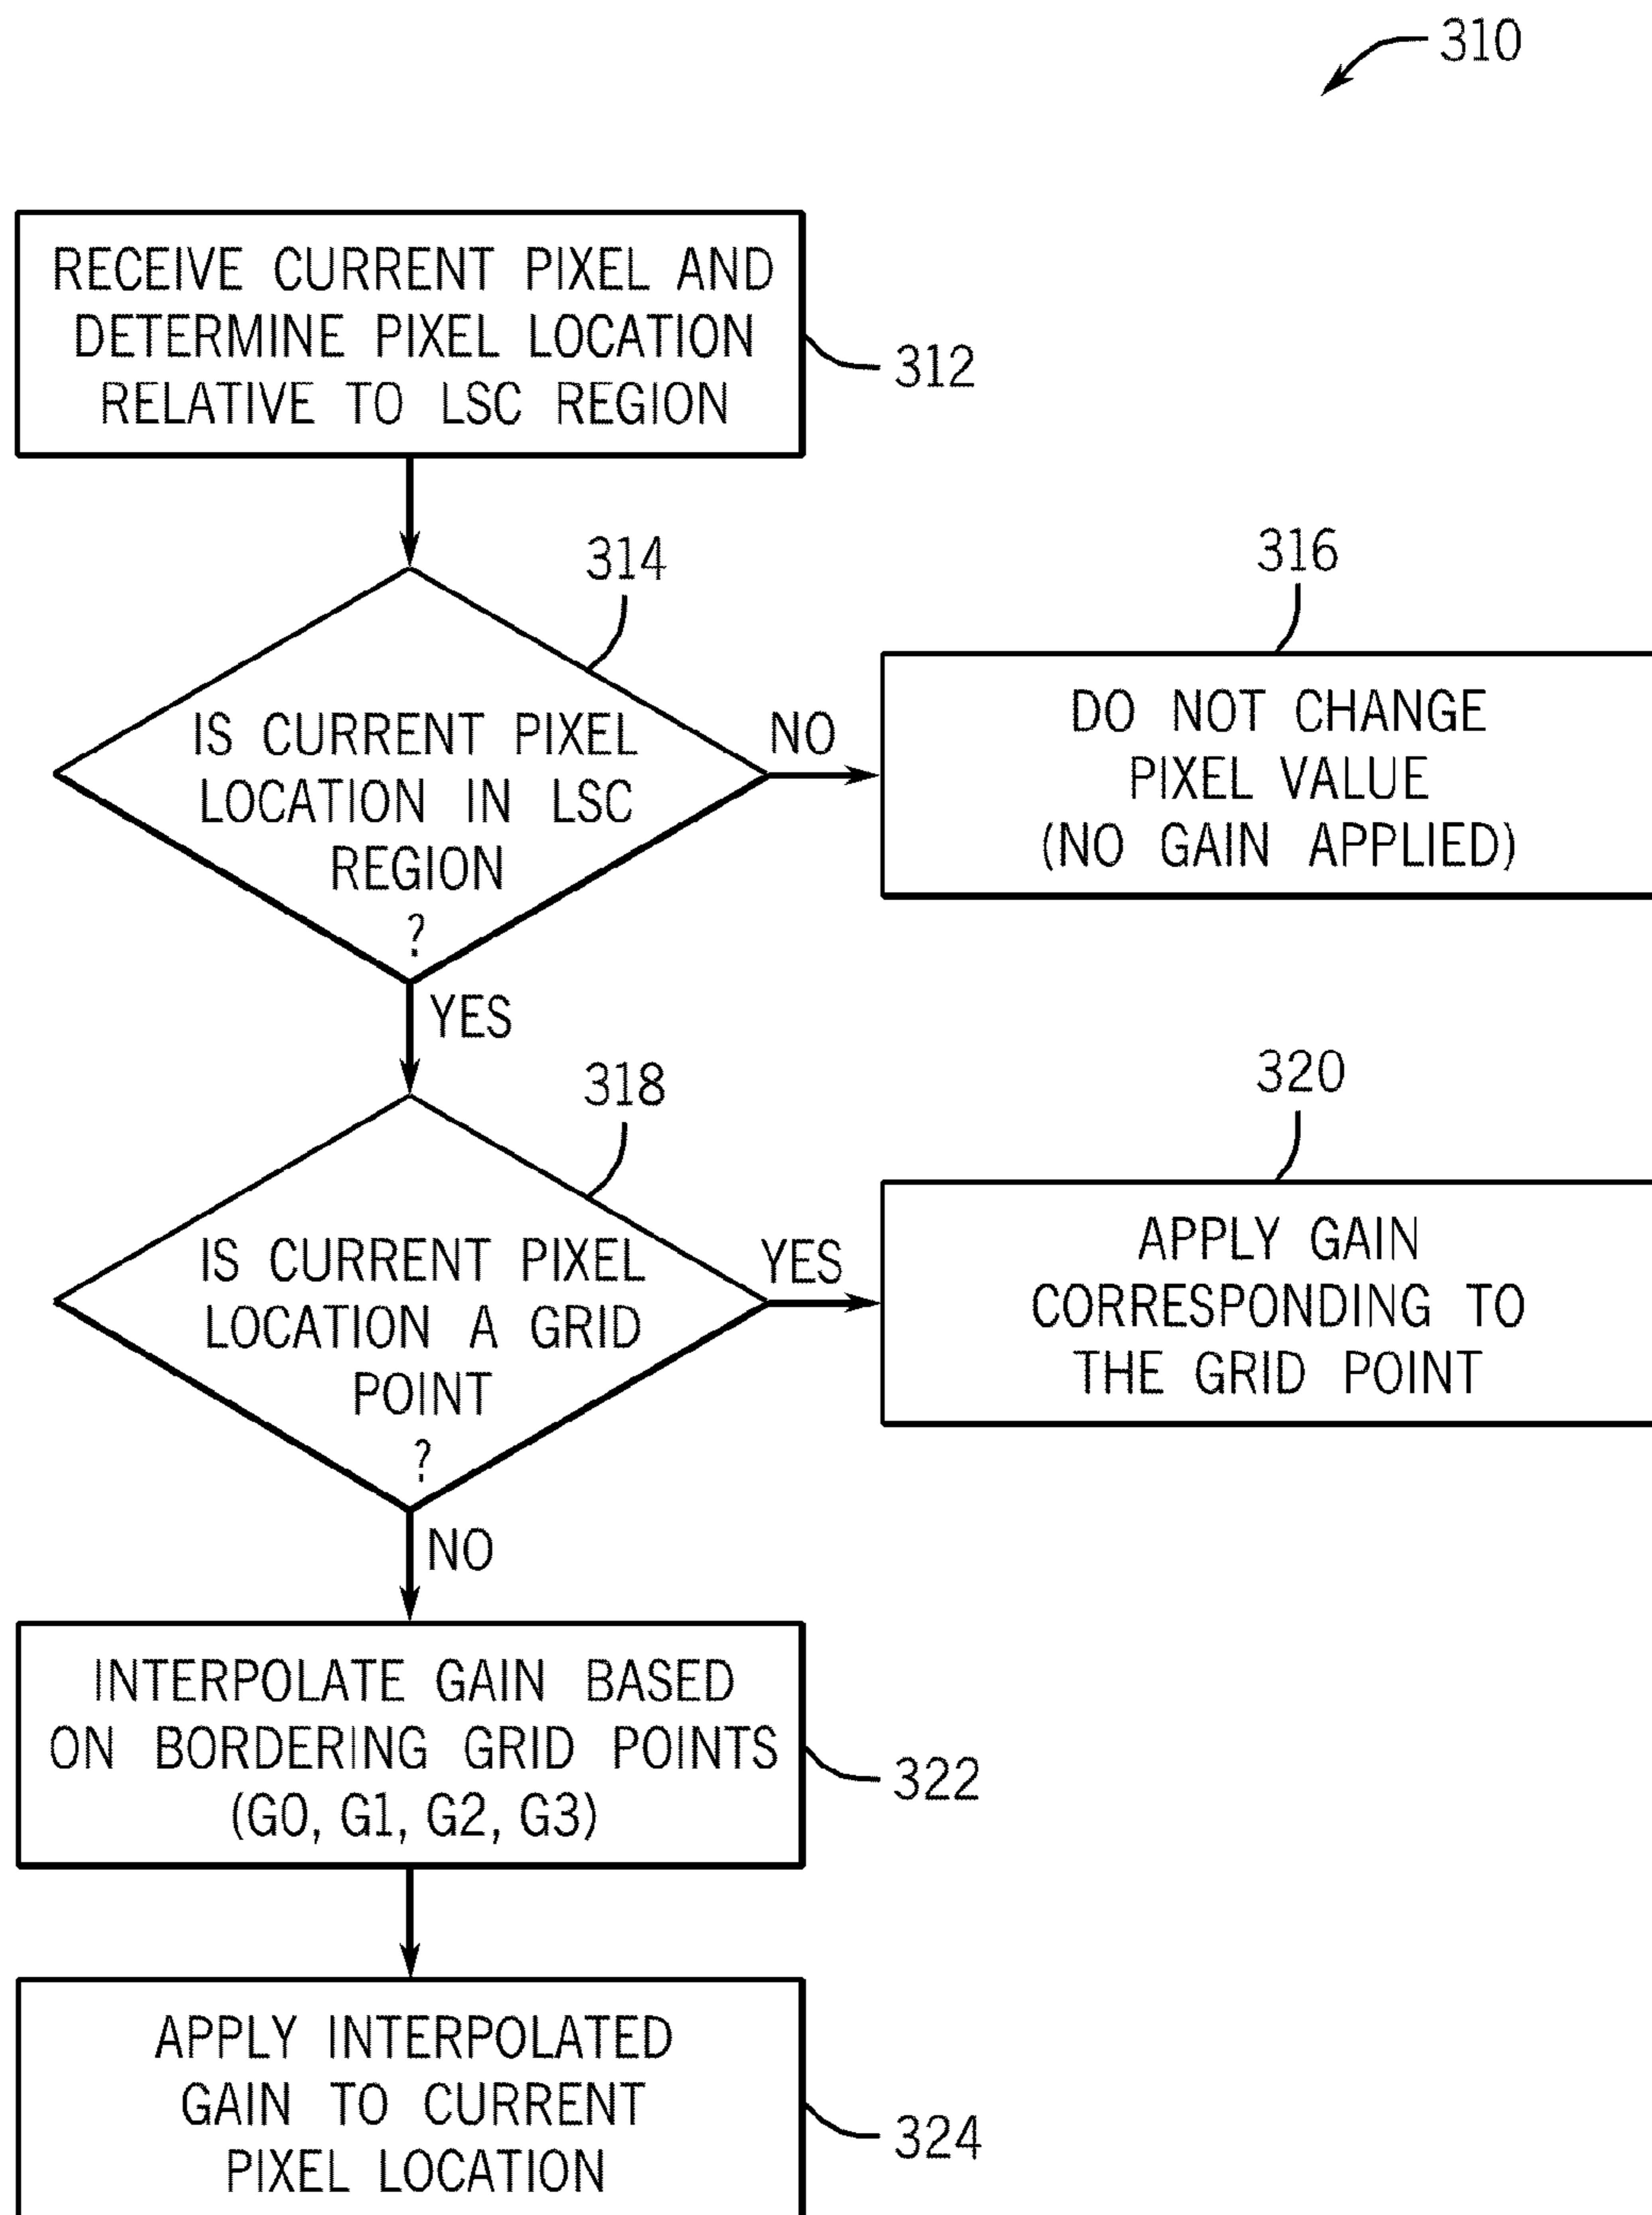 310
RECEIVE CURRENT PIXEL AND
DETERMINE PIXEL LOCATION
RELATIVE TO LSC REGION
312
314
IS CURRENT PIXEL
LOCATION IN LSC
REGION
?
NO
316
DO NOT CHANGE
PIXEL VALUE
(NO GAIN APPLIED)
YES
318
IS CURRENT PIXEL
LOCATION A GRID
POINT
?
YES
320
APPLY GAIN
CORRESPONDING TO
THE GRID POINT
NO
INTERPOLATE GAIN BASED
ON BORDERING GRID POINTS
(G0, G1, G2, G3)
322
APPLY INTERPOLATED
GAIN TO CURRENT
PIXEL LOCATION
324